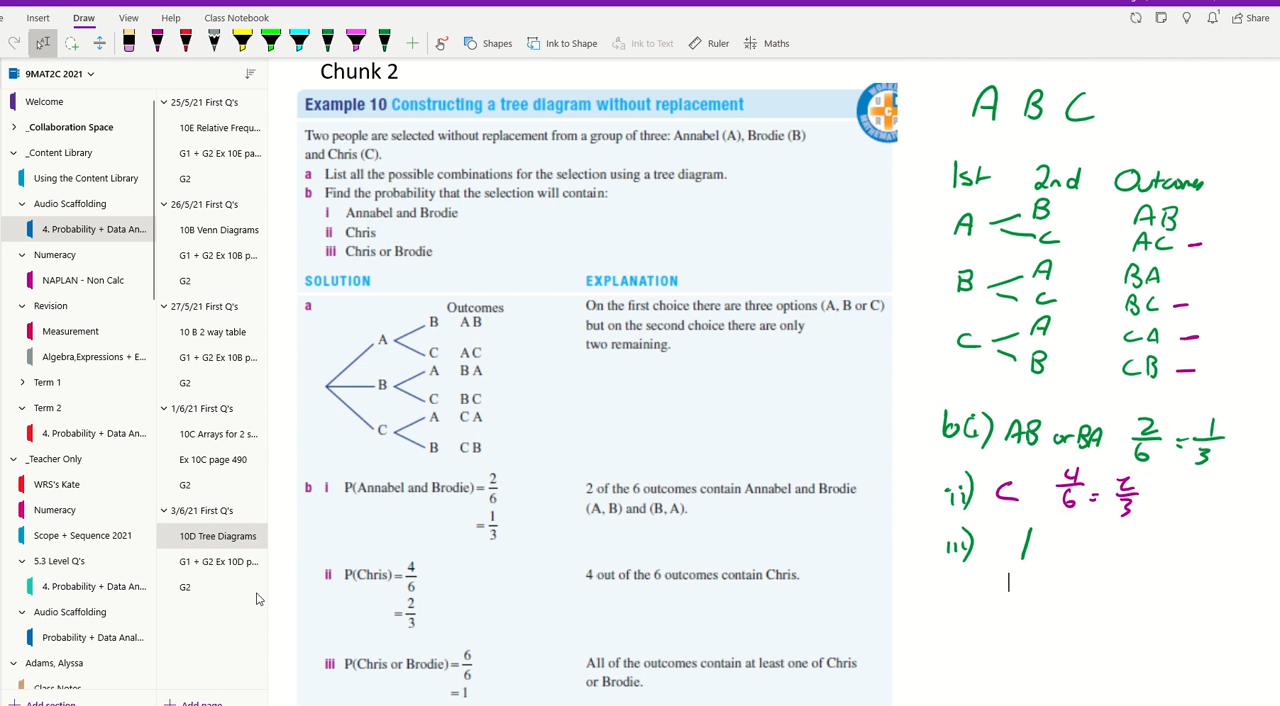 Insert Draw View Help Class Notebook
Share
Shapes Ink to Shape Ink to Text Ruler Maths
9MAT2C 2021
Welcome
_Collaboration Space
_Content Library
Using the Content Library
Audio Scaffolding
4. Probability + Data An...
Numeracy
NAPLAN - Non Calc
Revision
Measurement
Algebra,Expressions + E...
Term 1
Term 2
4. Probability + Data An...
_Teacher Only
WRS's Kate
Numeracy
Scope + Sequence 2021
5.3 Level Q's
4. Probability + Data An...
Audio Scaffolding
Probability + Data Anal...
Adams, Alyssa
Class Notes
Add section
25/5/21 First Q's
10E Relative Frequ...
G1 + G2 Ex 10E pa...
G2
26/5/21 First Q's
10B Venn Diagrams
G1 + G2 Ex 10B p...
G2
27/5/21 First Q's
10 B 2 way table
G1 + G2 Ex 10B p...
G2
1/6/21 First Q's
10C Arrays for 2 s...
Ex 10C page 490
G2
3/6/21 First Q's
10D Tree Diagrams
G1 + G2 Ex 10D p...
G2
Add page
Chunk 2
Example 10 Constructing a tree diagram without replacement
Two people are selected without replacement from a group of three: Annabel (A), Brodie (B)
and Chris (C).
a List all the possible combinations for the selection using a tree diagram.
b Find the probability that the selection will contain:
i Annabel and Brodie
ii Chris
iii Chris or Brodie
SOLUTION EXPLANATION
a
Outcomes
B A B
A
C A C
A B A
B
C B C
A C A
C
B C B
On the first choice there are three options (A, B or C)
but on the second choice there are only
two remaining.
b i P(Annabel and Brodie) = 2/6
= 1/3
2 of the 6 outcomes contain Annabel and Brodie
(A, B) and (B, A).
ii P(Chris) = 4/6
= 2/3
4 out of the 6 outcomes contain Chris.
iii P(Chris or Brodie) = 6/6
= 1
All of the outcomes contain at least one of Chris
or Brodie.
A B C
1st 2nd Outcomes
A B AB
C AC
B A BA
C BC
C A CA
B CB
b(i) AB or BA 2/6 = 1/3
ii) C 4/6 = 2/3
iii)